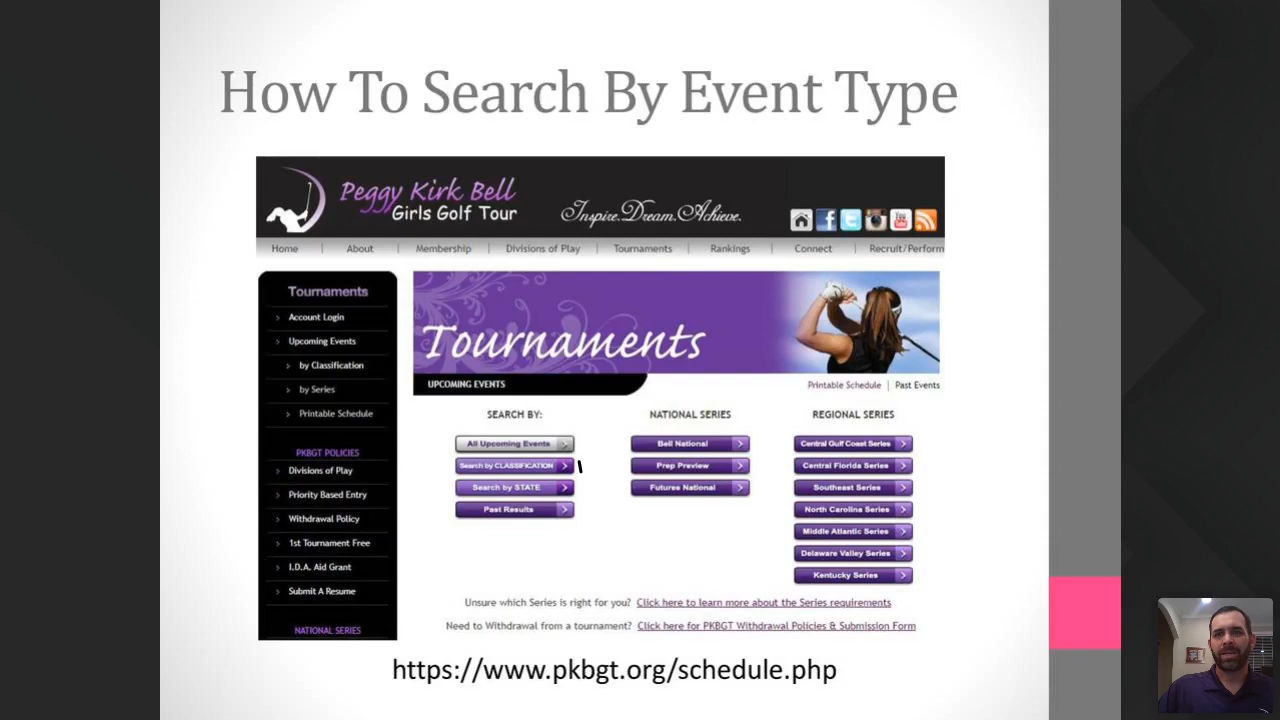 How To Search By Event Type
Peggy Kirk Bell
Girls Golf Tour
Inspire.Dream.Achieve.
Home | About | Membership | Divisions of Play | Tournaments | Rankings | Connect | Recruit/Perform
Tournaments
Account Login
Upcoming Events
by Classification
by Series
Printable Schedule
PKBGT POLICIES
Divisions of Play
Priority Based Entry
Withdrawal Policy
1st Tournament Free
I.D.A. Aid Grant
Submit A Resume
NATIONAL SERIES
Tournaments
UPCOMING EVENTS
Printable Schedule | Past Events
SEARCH BY:
All Upcoming Events
Search by CLASSIFICATION
Search by STATE
Past Results
NATIONAL SERIES
Bell National
Prep Preview
Futures National
REGIONAL SERIES
Central Gulf Coast Series
Central Florida Series
Southeast Series
North Carolina Series
Middle Atlantic Series
Delaware Valley Series
Kentucky Series
Unsure which Series is right for you? Click here to learn more about the Series requirements
Need to Withdrawal from a tournament? Click here for PKBGT Withdrawal Policies & Submission Form
https://www.pkbgt.org/schedule.php